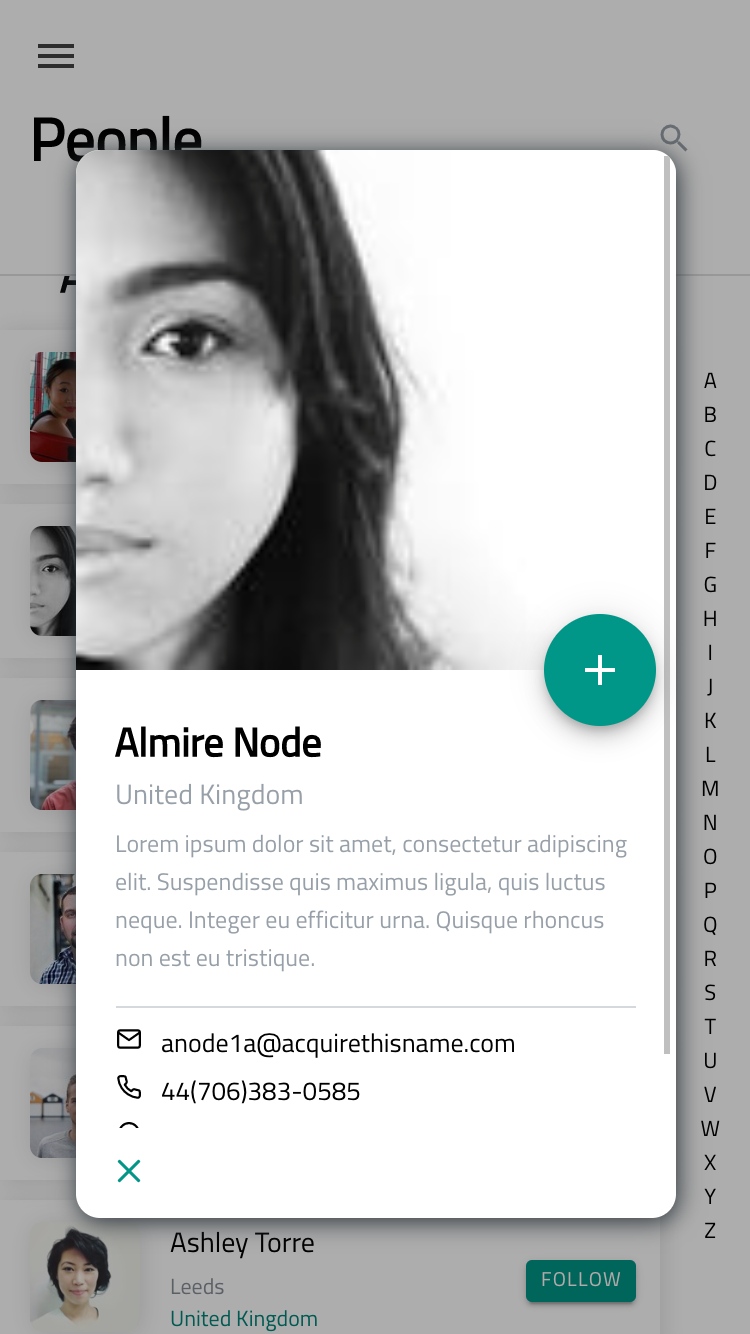 People
Almire Node
United Kingdom
Lorem ipsum dolor sit amet, consectetur adipiscing
elit. Suspendisse quis maximus ligula, quis luctus
neque. Integer eu efficitur urna. Quisque rhoncus
non est eu tristique.
anode1a@acquirethisname.com
44(706)383-0585
Ashley Torre
Leeds
United Kingdom
FOLLOW
A
B
C
D
E
F
G
H
I
J
K
L
M
N
O
P
Q
R
S
T
U
V
W
X
Y
Z